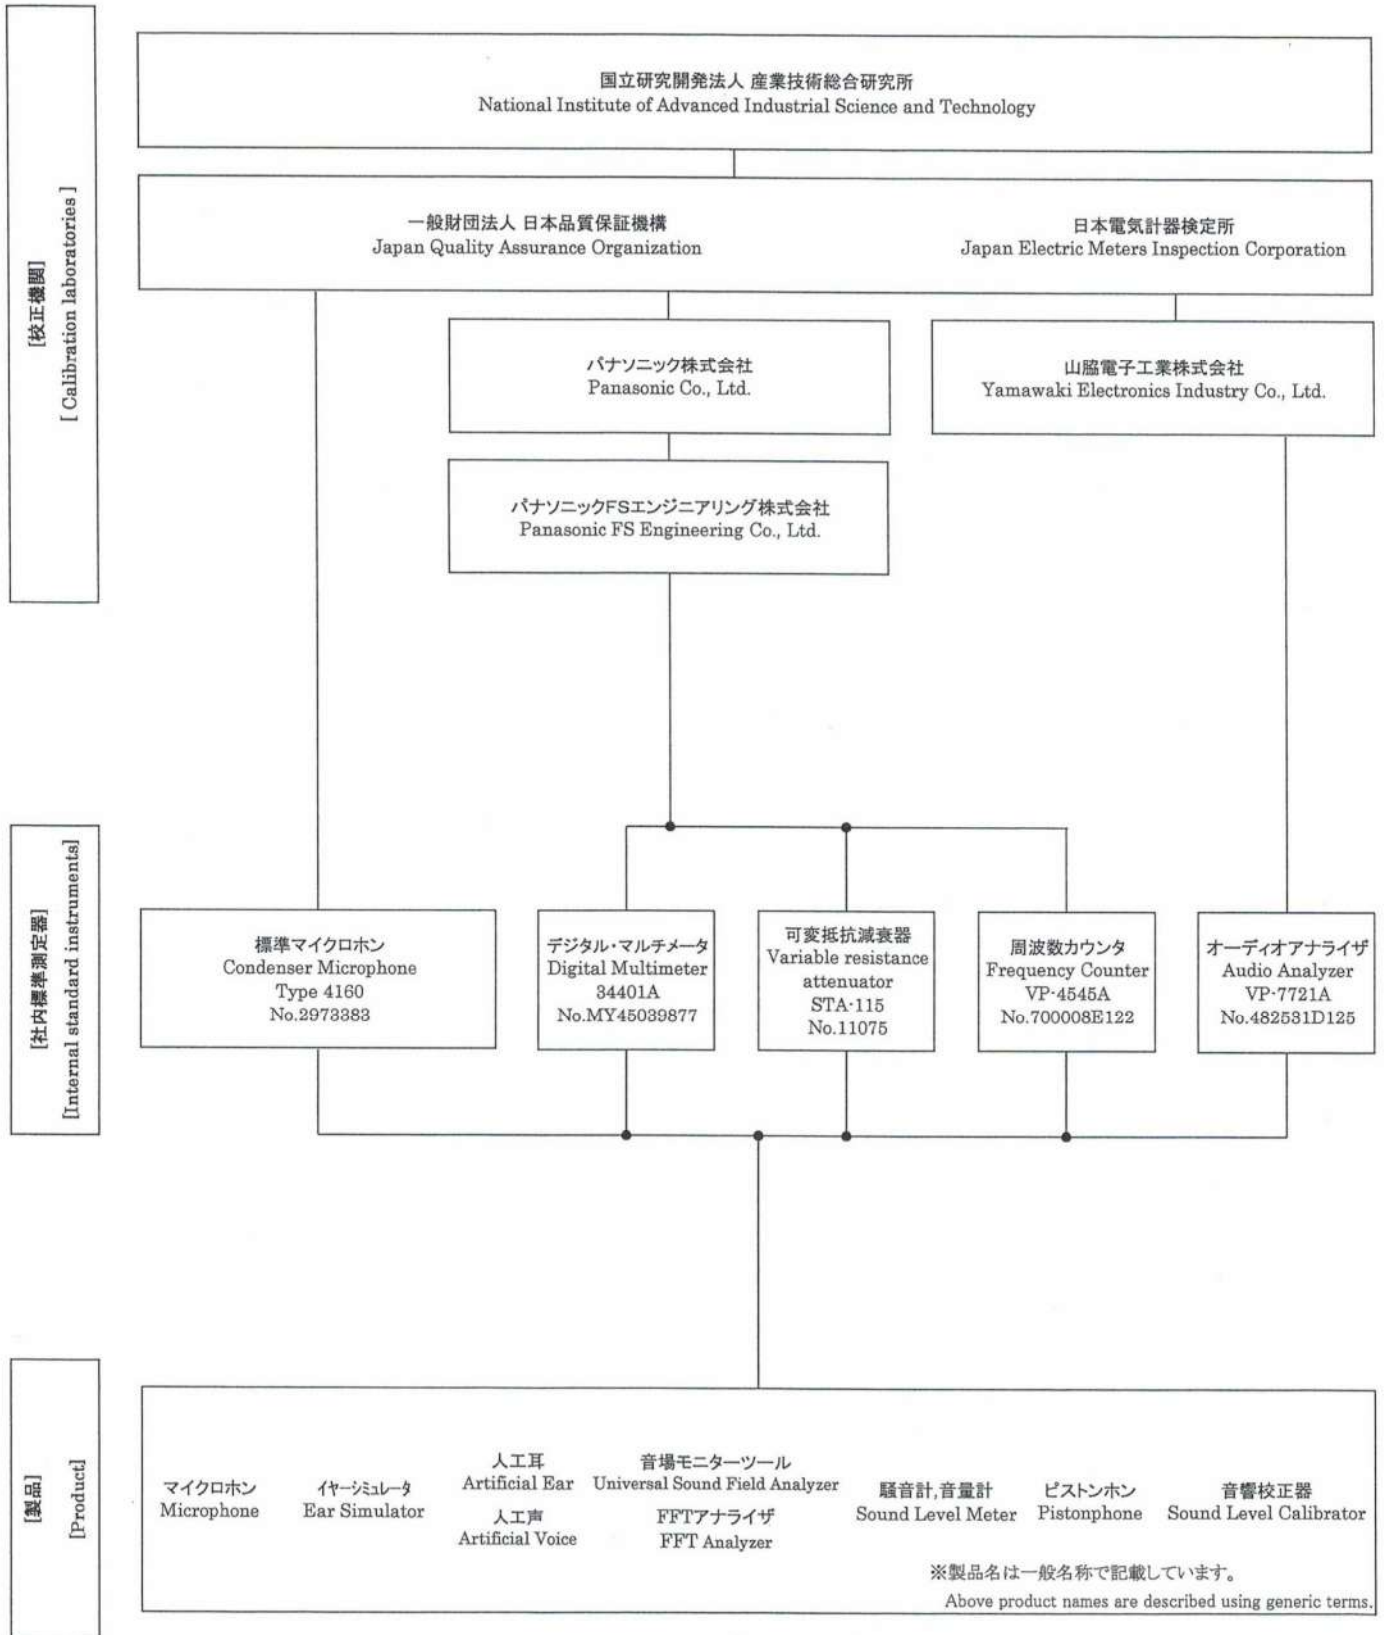 国立研究開発法人 産業技術総合研究所
National Institute of Advanced Industrial Science and Technology
[校正機関]
[ Calibration laboratories ]
一般財団法人 日本品質保証機構
Japan Quality Assurance Organization
日本電気計器検定所
Japan Electric Meters Inspection Corporation
パナソニック株式会社
Panasonic Co., Ltd.
山脇電子工業株式会社
Yamawaki Electronics Industry Co., Ltd.
パナソニックFSエンジニアリング株式会社
Panasonic FS Engineering Co., Ltd.
[社内標準測定器]
[Internal standard instruments]
標準マイクロホン
Condenser Microphone
Type 4160
No.2973383
デジタル・マルチメータ
Digital Multimeter
34401A
No.MY45039877
可変抵抗減衰器
Variable resistance
attenuator
STA-115
No.11075
周波数カウンタ
Frequency Counter
VP-4545A
No.700008E122
オーディオアナライザ
Audio Analyzer
VP-7721A
No.482531D125
[製品]
[Product]
マイクロホン
Microphone
イヤーシミュレータ
Ear Simulator
人工耳
Artificial Ear
人工声
Artificial Voice
音場モニターツール
Universal Sound Field Analyzer
FFTアナライザ
FFT Analyzer
騒音計,音量計
Sound Level Meter
ピストンホン
Pistonphone
音響校正器
Sound Level Calibrator
※製品名は一般名称で記載しています。
Above product names are described using generic terms.